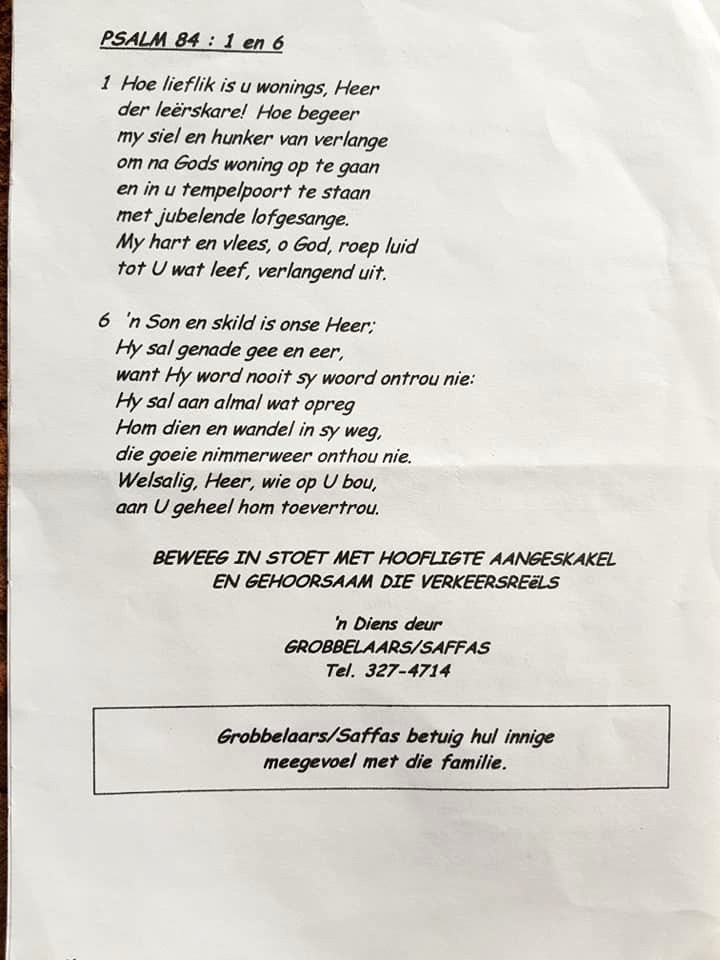 PSALM 84 : 1 en 6
1 Hoe lieflik is u wonings, Heer
der leërskare! Hoe begeer
my siel en hunker van verlange
om na Gods woning op te gaan
en in u tempelpoort te staan
met jubelende lofgesange.
My hart en vlees, o God, roep luid
tot U wat leef, verlangend uit.
6 'n Son en skild is onse Heer;
Hy sal genade gee en eer,
want Hy word nooit sy woord ontrou nie:
Hy sal aan almal wat opreg
Hom dien en wandel in sy weg,
die goeie nimmerweer onthou nie.
Welsalig, Heer, wie op U bou,
aan U geheel hom toevertrou.
BEWEEG IN STOET MET HOOFLIGTE AANGESKAKEL
EN GEHOORSAAM DIE VERKEERSREëLS
'n Diens deur
GROBBELAARS/SAFFAS
Tel. 327-4714
Grobbelaars/Saffas betuig hul innige
meegevoel met die familie.